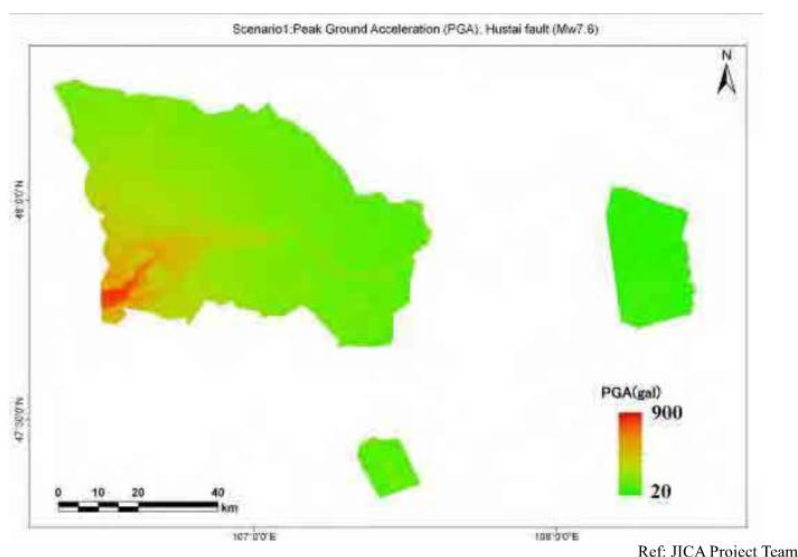 Scenario1:Peak Ground Acceleration (PGA), Hustai fault (Mw7.6)
N
48°0'0"N
47°30'0"N
PGA(gal)
900
20
0 10 20 40
km
107°0'0"E
108°0'0"E
Ref: JICA Project Team